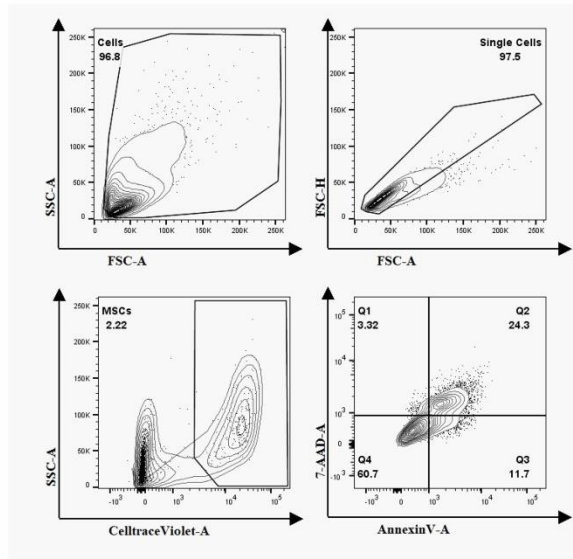 Cells
96.8
250K
200K
150K
100K
50K
0
0 50K 100K 150K 200K 250K
SSC-A
FSC-A
Single Cells
97.5
250K
200K
150K
100K
50K
0
0 50K 100K 150K 200K 250K
FSC-H
FSC-A
MSCs
2.22
250K
200K
150K
100K
50K
0
-10³ 0 10³ 10⁴ 10⁵
SSC-A
CelltraceViolet-A
Q1
3.32
Q2
24.3
Q4
60.7
Q3
11.7
10⁵
10⁴
10³
0
-10³
-10³ 0 10³ 10⁴ 10⁵
7-AAD-A
AnnexinV-A